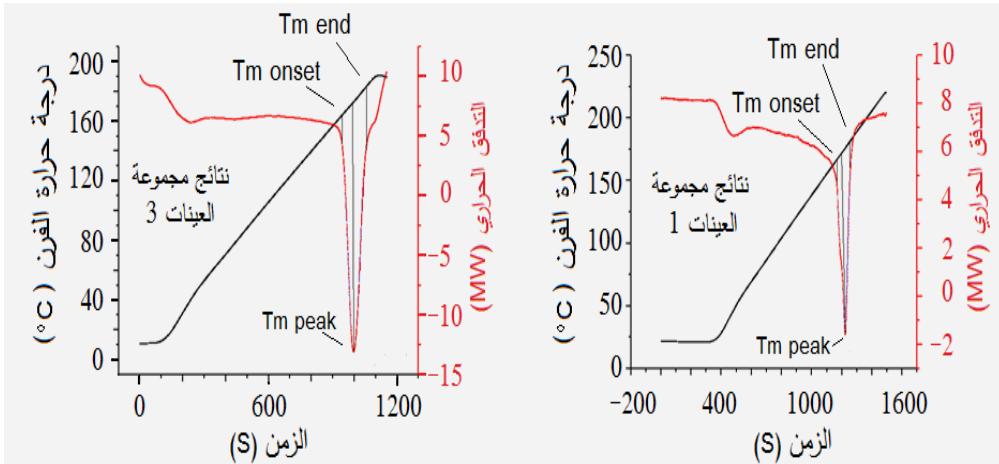 درجة حرارة الفرن ( °C )
200
160
120
80
40
0
Tm end
Tm onset
نتائج مجموعة
العينات 3
Tm peak
10
5
0
−5
−10
−15
التدفق الحراري (MW)
0
600
1200
الزمن (S)
درجة حرارة الفرن ( °C )
250
200
150
100
50
0
Tm end
Tm onset
نتائج مجموعة
العينات 1
Tm peak
10
8
6
4
2
0
−2
التدفق الحراري (MW)
−200
400
1000
1600
الزمن (S)